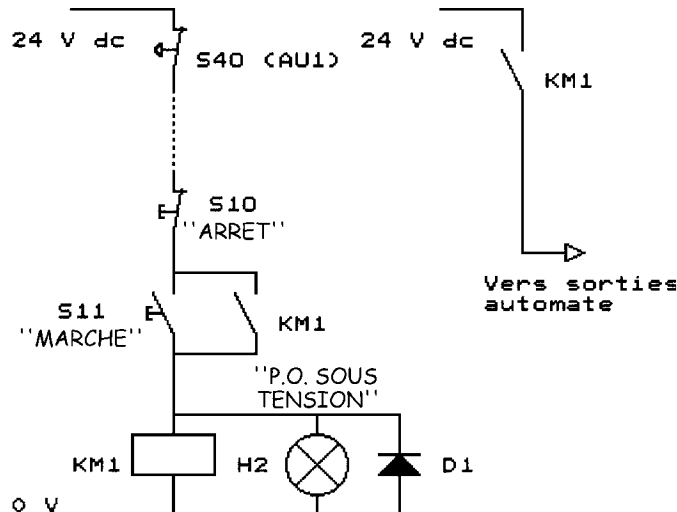 24 V dc
S40 (AU1)
24 V dc
KM1
S10
"ARRET"
Vers sorties
automate
S11
"MARCHE"
KM1
"P.O. SOUS
TENSION"
KM1
H2
D1
0 V